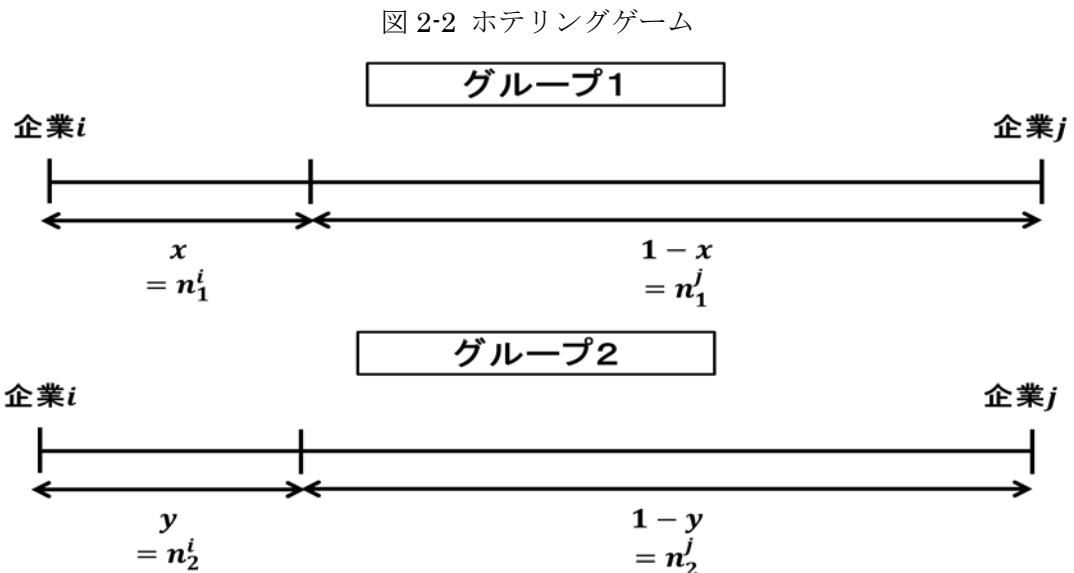 図 2-2 ホテリングゲーム
グループ1
企業i 企業j
x 1 − x
= n_1^i = n_1^j
グループ2
企業i 企業j
y 1 − y
= n_2^i = n_2^j